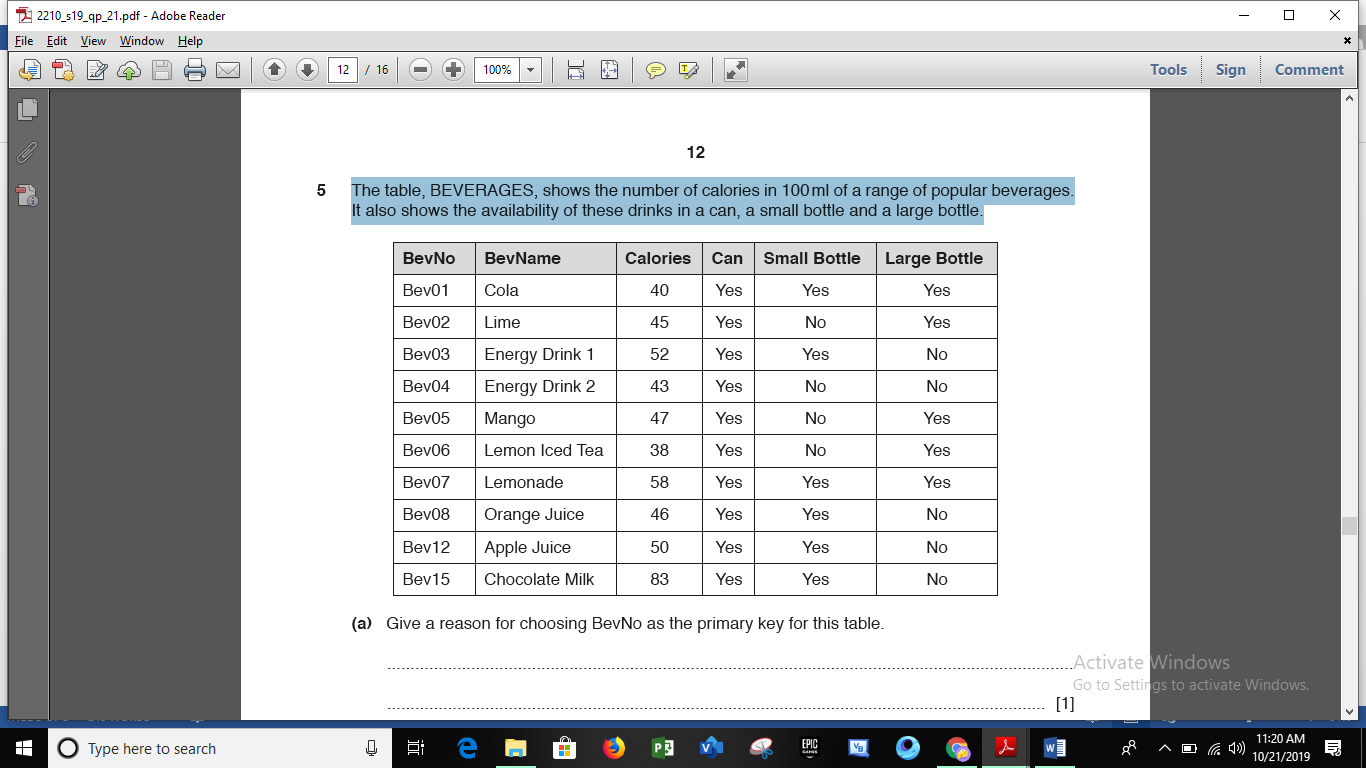 2210_s19_qp_21.pdf - Adobe Reader
File Edit View Window Help
12 / 16 100% Tools Sign Comment
12
5 The table, BEVERAGES, shows the number of calories in 100 ml of a range of popular beverages.
It also shows the availability of these drinks in a can, a small bottle and a large bottle.
BevNo BevName Calories Can Small Bottle Large Bottle
Bev01 Cola 40 Yes Yes Yes
Bev02 Lime 45 Yes No Yes
Bev03 Energy Drink 1 52 Yes Yes No
Bev04 Energy Drink 2 43 Yes No No
Bev05 Mango 47 Yes No Yes
Bev06 Lemon Iced Tea 38 Yes No Yes
Bev07 Lemonade 58 Yes Yes Yes
Bev08 Orange Juice 46 Yes Yes No
Bev12 Apple Juice 50 Yes Yes No
Bev15 Chocolate Milk 83 Yes Yes No
(a) Give a reason for choosing BevNo as the primary key for this table.
Activate Windows
Go to Settings to activate Windows.
[1]
Type here to search
EPIC GAMES
VB
11:20 AM
10/21/2019